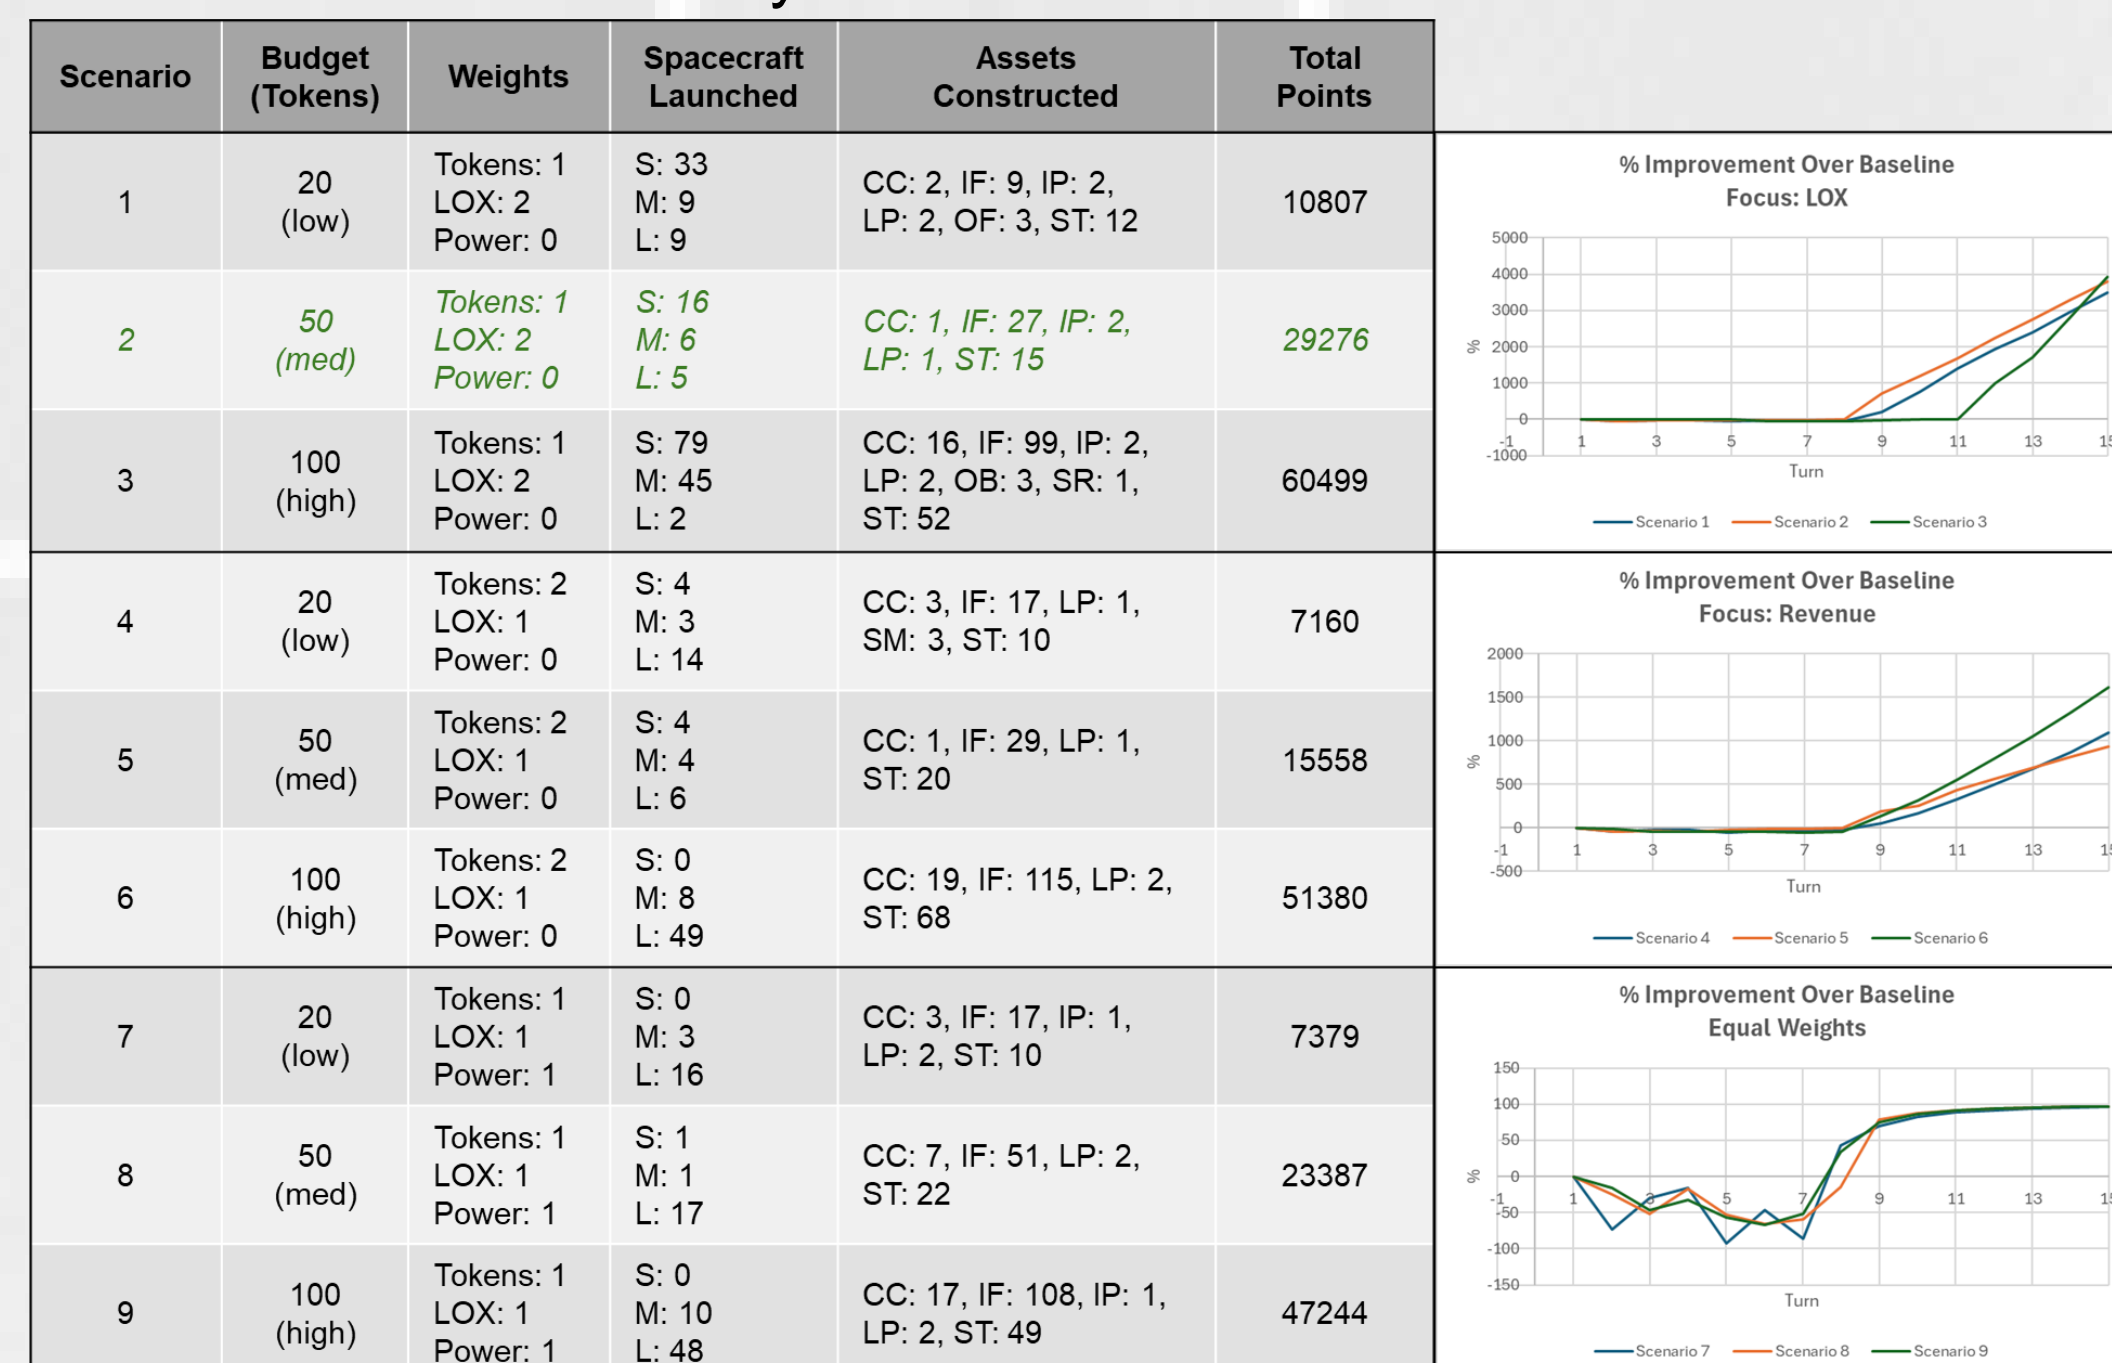 Scenario
Budget
(Tokens)
Weights
Spacecraft
Launched
Assets
Constructed
Total
Points
1
20
(low)
Tokens: 1
LOX: 2
Power: 0
S: 33
M: 9
L: 9
CC: 2, IF: 9, IP: 2,
LP: 2, OF: 3, ST: 12
10807
2
50
(med)
Tokens: 1
LOX: 2
Power: 0
S: 16
M: 6
L: 5
CC: 1, IF: 27, IP: 2,
LP: 1, ST: 15
29276
3
100
(high)
Tokens: 1
LOX: 2
Power: 0
S: 79
M: 45
L: 2
CC: 16, IF: 99, IP: 2,
LP: 2, OB: 3, SR: 1,
ST: 52
60499
% Improvement Over Baseline
Focus: LOX
5000
4000
3000
2000
1000
0
-1000
%
-1 1 3 5 7 9 11 13 15
Turn
Scenario 1 Scenario 2 Scenario 3
4
20
(low)
Tokens: 2
LOX: 1
Power: 0
S: 4
M: 3
L: 14
CC: 3, IF: 17, LP: 1,
SM: 3, ST: 10
7160
5
50
(med)
Tokens: 2
LOX: 1
Power: 0
S: 4
M: 4
L: 6
CC: 1, IF: 29, LP: 1,
ST: 20
15558
6
100
(high)
Tokens: 2
LOX: 1
Power: 0
S: 0
M: 8
L: 49
CC: 19, IF: 115, LP: 2,
ST: 68
51380
% Improvement Over Baseline
Focus: Revenue
2000
1500
1000
500
0
-500
%
-1 1 3 5 7 9 11 13 15
Turn
Scenario 4 Scenario 5 Scenario 6
7
20
(low)
Tokens: 1
LOX: 1
Power: 1
S: 0
M: 3
L: 16
CC: 3, IF: 17, IP: 1,
LP: 2, ST: 10
7379
8
50
(med)
Tokens: 1
LOX: 1
Power: 1
S: 1
M: 1
L: 17
CC: 7, IF: 51, LP: 2,
ST: 22
23387
9
100
(high)
Tokens: 1
LOX: 1
Power: 1
S: 0
M: 10
L: 48
CC: 17, IF: 108, IP: 1,
LP: 2, ST: 49
47244
% Improvement Over Baseline
Equal Weights
150
100
50
0
-50
-100
-150
%
-1 1 3 5 7 9 11 13 15
Turn
Scenario 7 Scenario 8 Scenario 9